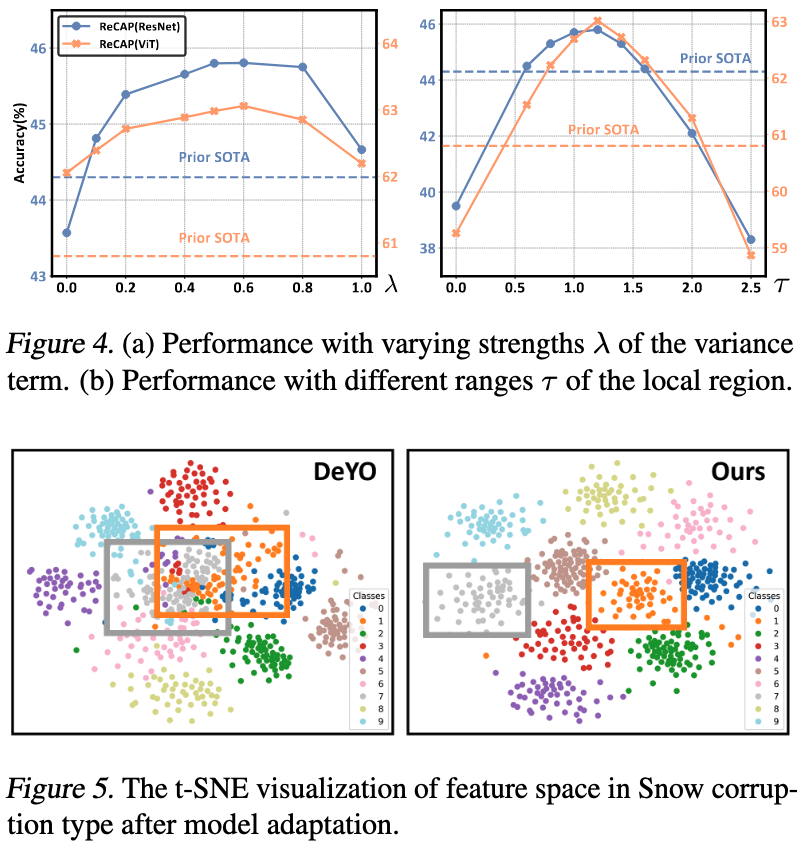 ReCAP(ResNet)
ReCAP(ViT)
Accuracy(%)
46
45
44
43
64
63
62
61
Prior SOTA
Prior SOTA
0.0 0.2 0.4 0.6 0.8 1.0 λ
46
44
42
40
38
63
62
61
60
59
Prior SOTA
Prior SOTA
0.0 0.5 1.0 1.5 2.0 2.5 τ
Figure 4. (a) Performance with varying strengths λ of the variance
term. (b) Performance with different ranges τ of the local region.
DeYO
Classes
0
1
2
3
4
5
6
7
8
9
Ours
Classes
0
1
2
3
4
5
6
7
8
9
Figure 5. The t-SNE visualization of feature space in Snow corrup-
tion type after model adaptation.